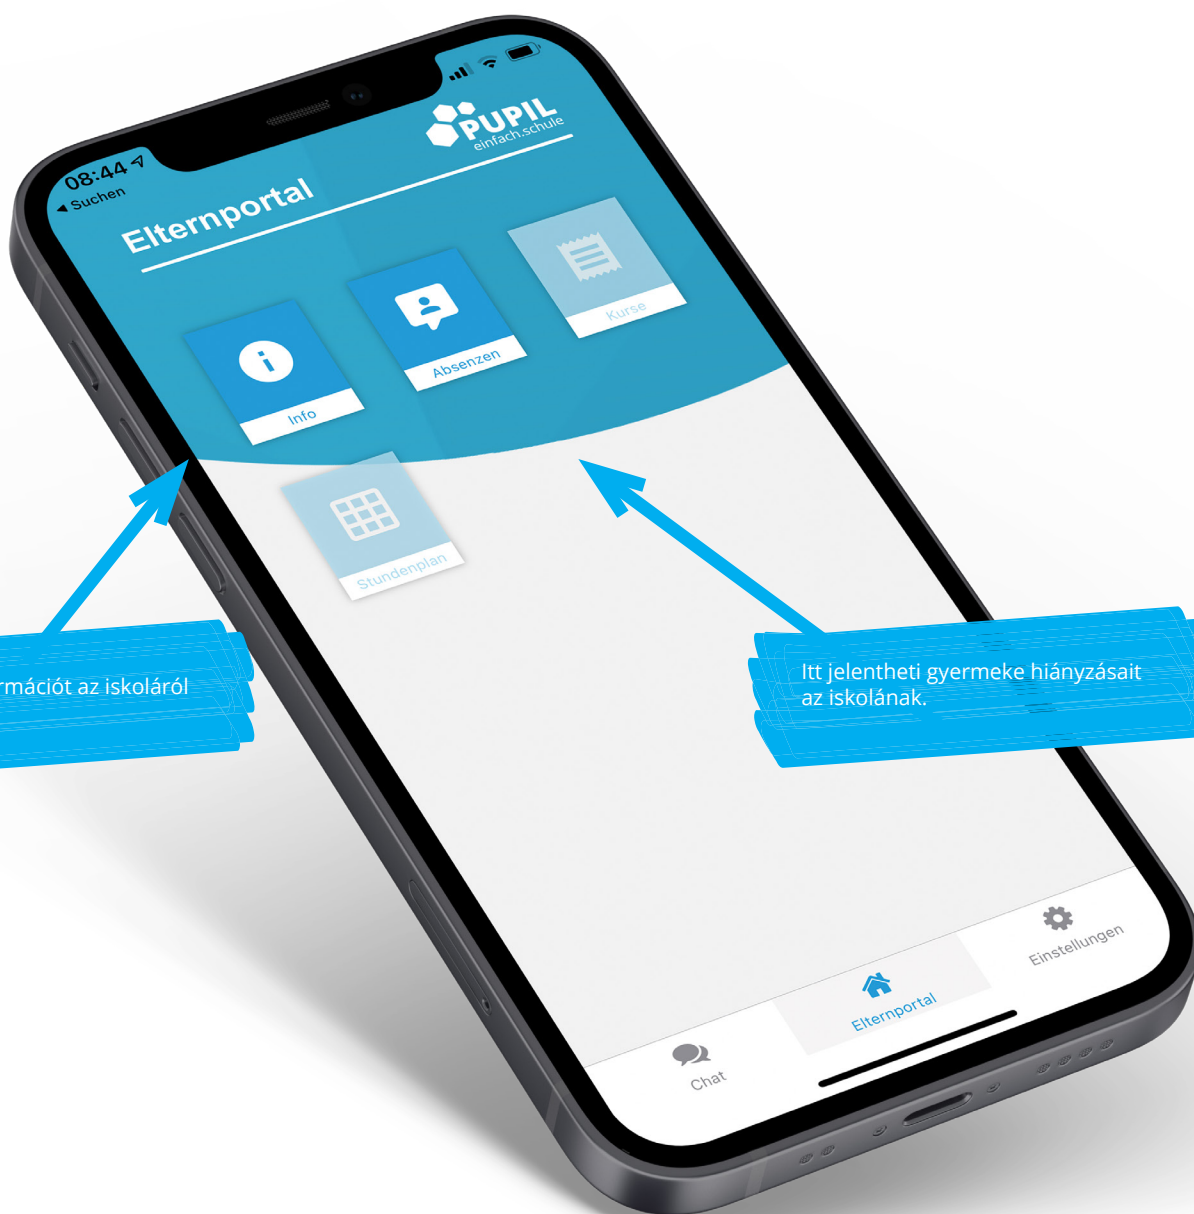 08:44
Suchen
PUPIL
einfach.schule
Elternportal
Info
Absenzen
Kurse
Stundenplan
az iskoláról
Itt jelentheti gyermeke hiányzásait
az iskolának.
Chat
Elternportal
Einstellungen